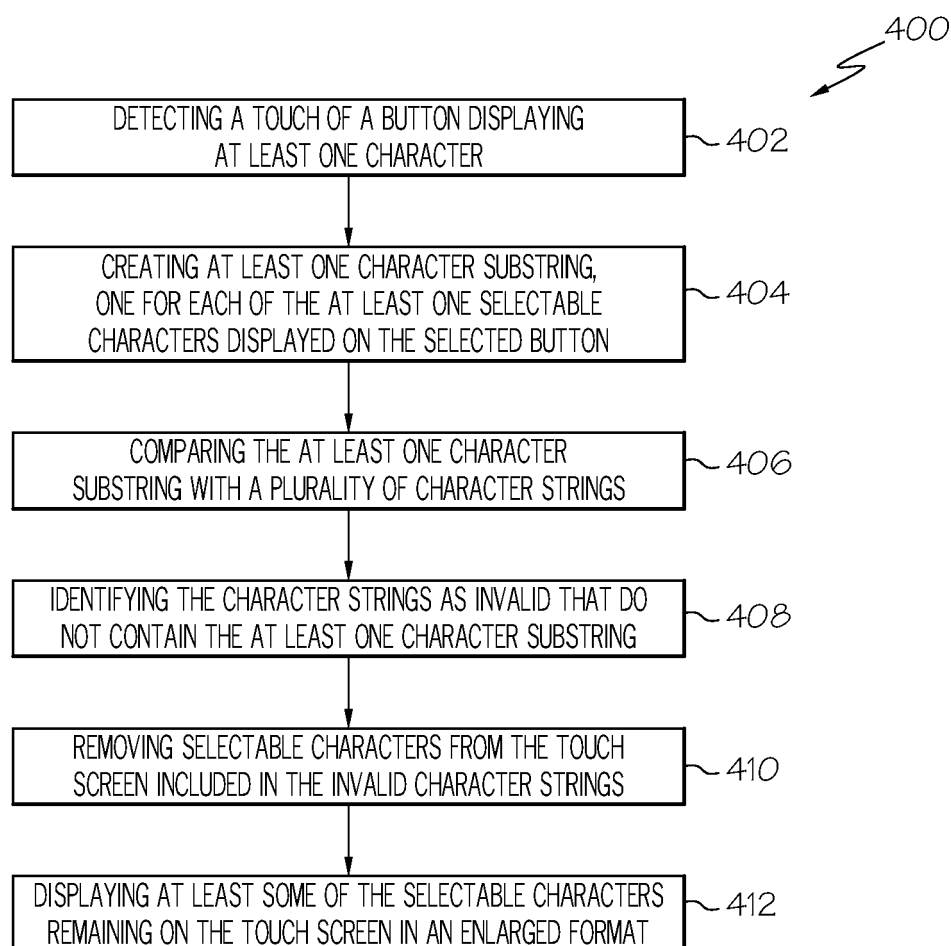 400
DETECTING A TOUCH OF A BUTTON DISPLAYING
AT LEAST ONE CHARACTER
402
CREATING AT LEAST ONE CHARACTER SUBSTRING,
ONE FOR EACH OF THE AT LEAST ONE SELECTABLE
CHARACTERS DISPLAYED ON THE SELECTED BUTTON
404
COMPARING THE AT LEAST ONE CHARACTER
SUBSTRING WITH A PLURALITY OF CHARACTER STRINGS
406
IDENTIFYING THE CHARACTER STRINGS AS INVALID THAT DO
NOT CONTAIN THE AT LEAST ONE CHARACTER SUBSTRING
408
REMOVING SELECTABLE CHARACTERS FROM THE TOUCH
SCREEN INCLUDED IN THE INVALID CHARACTER STRINGS
410
DISPLAYING AT LEAST SOME OF THE SELECTABLE CHARACTERS
REMAINING ON THE TOUCH SCREEN IN AN ENLARGED FORMAT
412